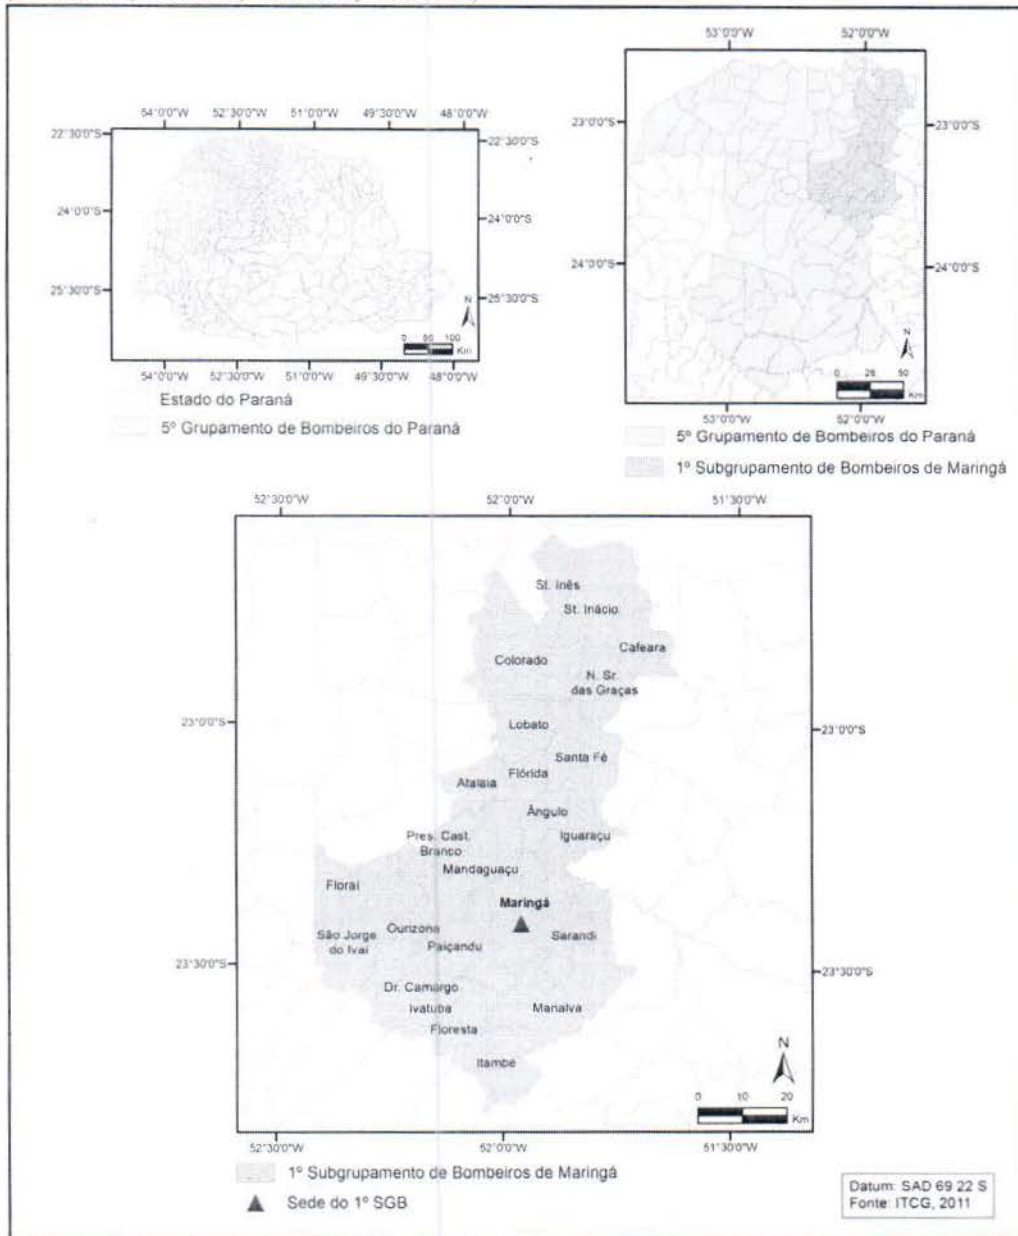 54°0'0"W 52°30'0"W 51°0'0"W 49°30'0"W 48°0'0"W
22°30'0"S 22°30'0"S
24°0'0"S 24°0'0"S
25°30'0"S 25°30'0"S
N
Km
54°0'0"W 52°30'0"W 51°0'0"W 49°30'0"W 48°0'0"W
Estado do Paraná
5º Grupamento de Bombeiros do Paraná
53°0'0"W 52°0'0"W
23°0'0"S 23°0'0"S
24°0'0"S 24°0'0"S
N
0 25 50
Km
53°0'0"W 52°0'0"W
5º Grupamento de Bombeiros do Paraná
1º Subgrupamento de Bombeiros de Maringá
52°30'0"W 52°0'0"W 51°30'0"W
St. Inês
St. Inácio
Cafeara
Colorado
N. Sr.
das Graças
23°0'0"S 23°0'0"S
Lobato
Santa Fé
Flórida
Atalaia
Ângulo
Pres. Cast.
Branco
Iguaraçu
Mandaguaçu
Floraí
Maringá
Ourizona
São Jorge
do Ivaí
Sarandi
Paiçandu
23°30'0"S 23°30'0"S
Dr. Camargo
Ivatuba
Marialva
Floresta
Itambé
N
0 10 20
Km
52°30'0"W 52°0'0"W 51°30'0"W
1º Subgrupamento de Bombeiros de Maringá
Sede do 1º SGB
Datum: SAD 69 22 S
Fonte: ITCG, 2011